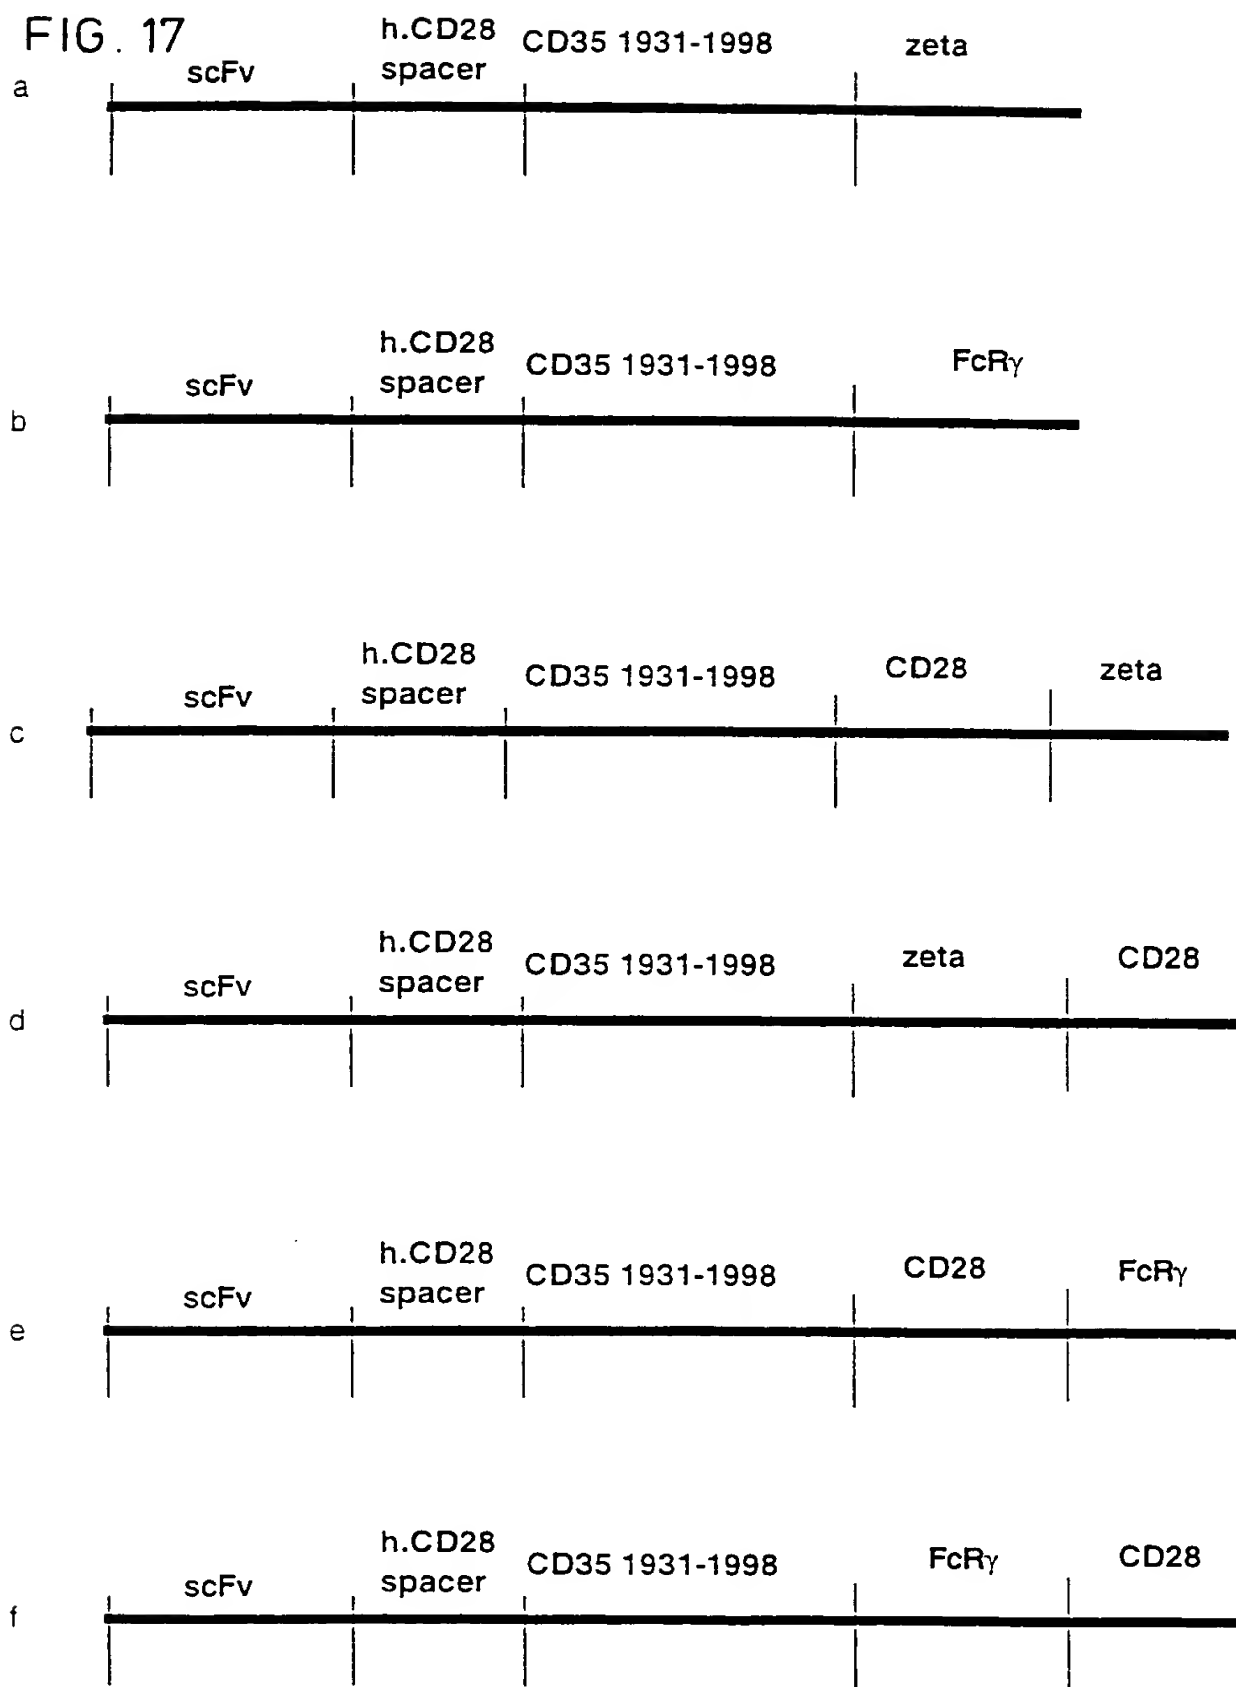 FIG. 17
a
scFv
h.CD28
spacer
CD35 1931-1998
zeta
b
scFv
h.CD28
spacer
CD35 1931-1998
FcRγ
c
scFv
h.CD28
spacer
CD35 1931-1998
CD28
zeta
d
scFv
h.CD28
spacer
CD35 1931-1998
zeta
CD28
e
scFv
h.CD28
spacer
CD35 1931-1998
CD28
FcRγ
f
scFv
h.CD28
spacer
CD35 1931-1998
FcRγ
CD28